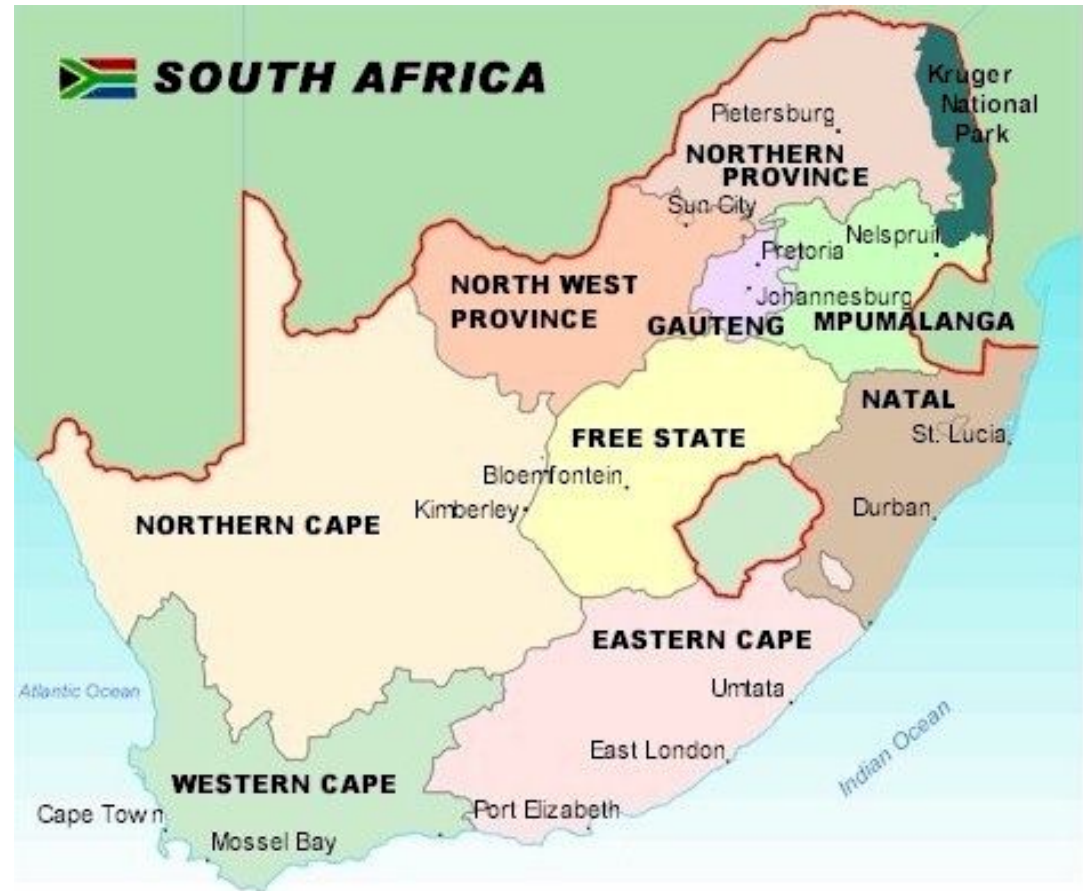 SOUTH AFRICA
Kruger
National
Park
Pietersburg
NORTHERN
PROVINCE
Sun City
Nelspruit
Pretoria
NORTH WEST
PROVINCE
Johannesburg
GAUTENG
MPUMALANGA
NATAL
St. Lucia
FREE STATE
Bloemfontein
Kimberley
Durban
NORTHERN CAPE
EASTERN CAPE
Umtata
Atlantic Ocean
East London
Indian Ocean
WESTERN CAPE
Port Elizabeth
Cape Town
Mossel Bay